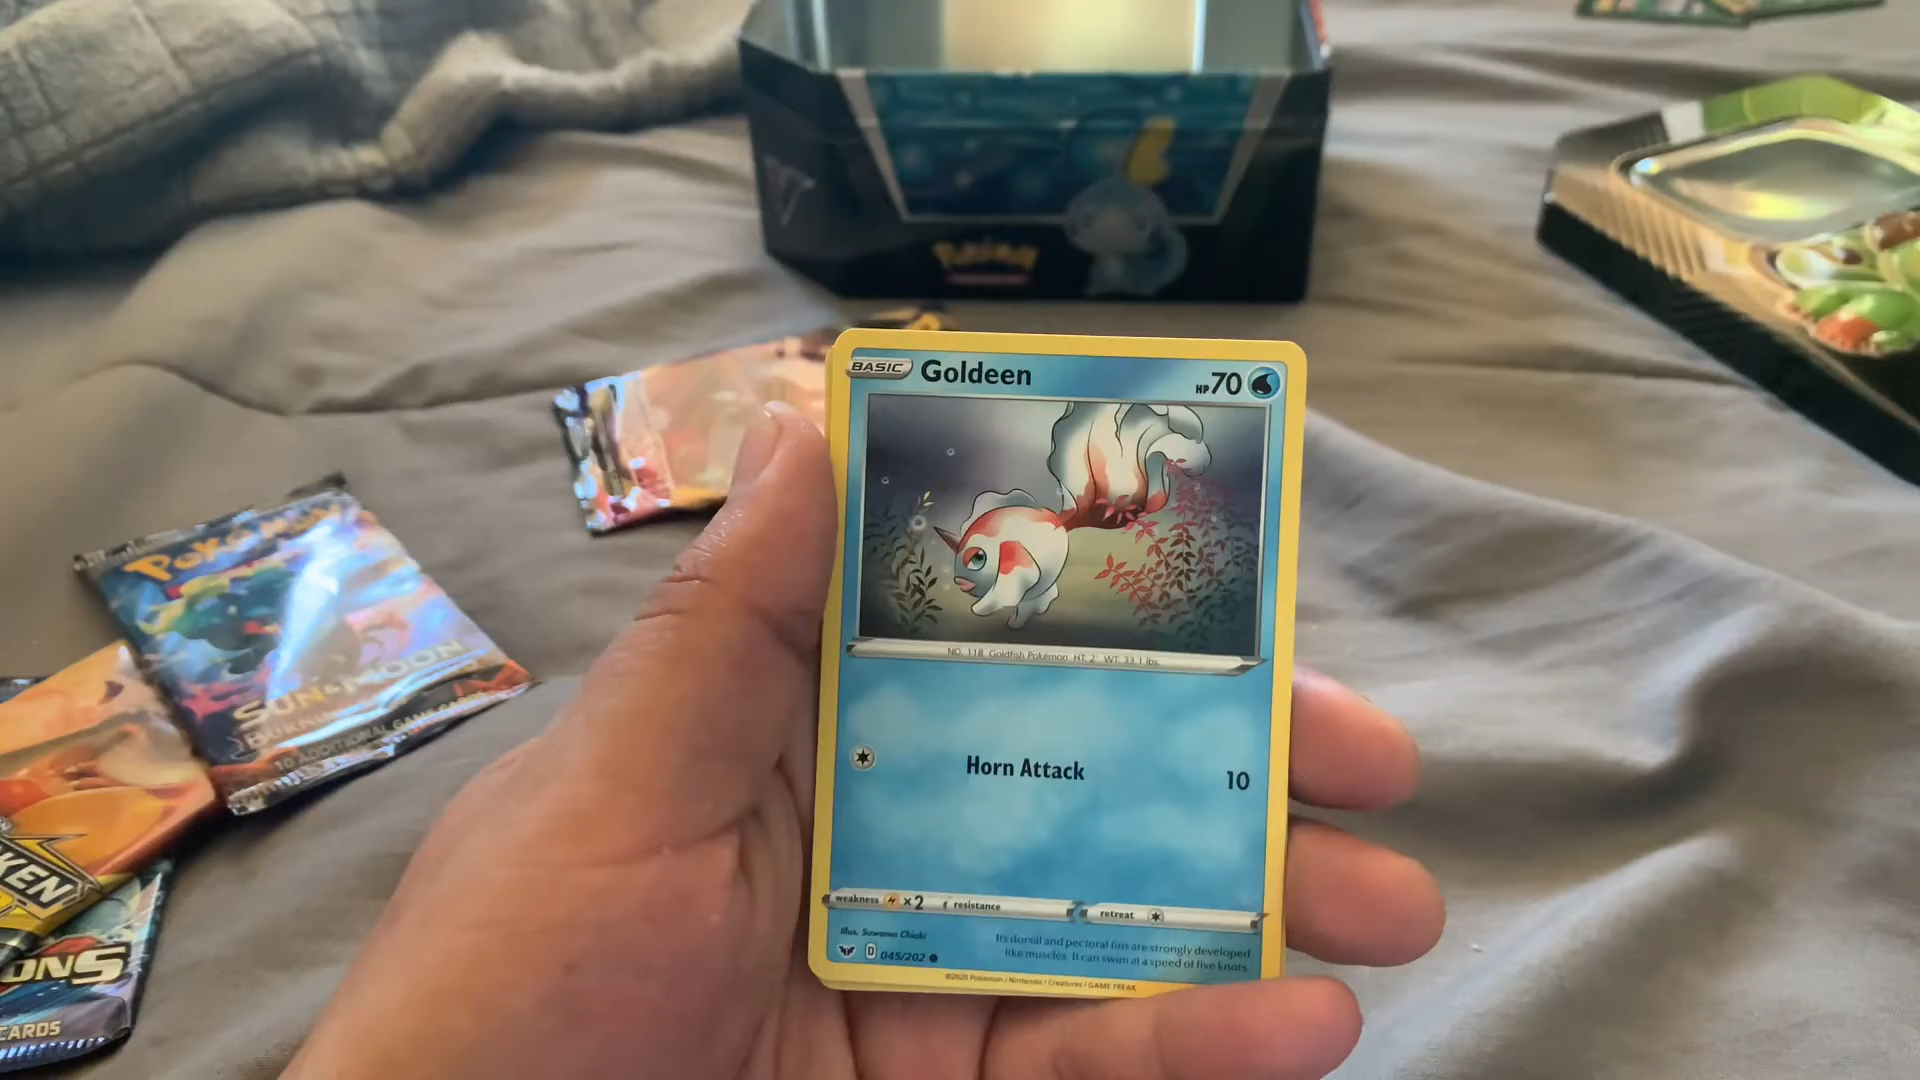 Pokémon
BASIC Goldeen HP 70
NO. 118 Goldfish Pokémon HT. 2' WT. 33.1 lbs.
Horn Attack 10
weakness ×2 resistance retreat
Illus. Suwama Chiaki
D 045/202
Its dorsal and pectoral fins are strongly developed
like muscles. It can swim at a speed of five knots.
©2020 Pokémon / Nintendo / Creatures / GAME FREAK
POKéMON
SUN & MOON
10 ADDITIONAL GAME CARDS
KEN
ONS
CARDS